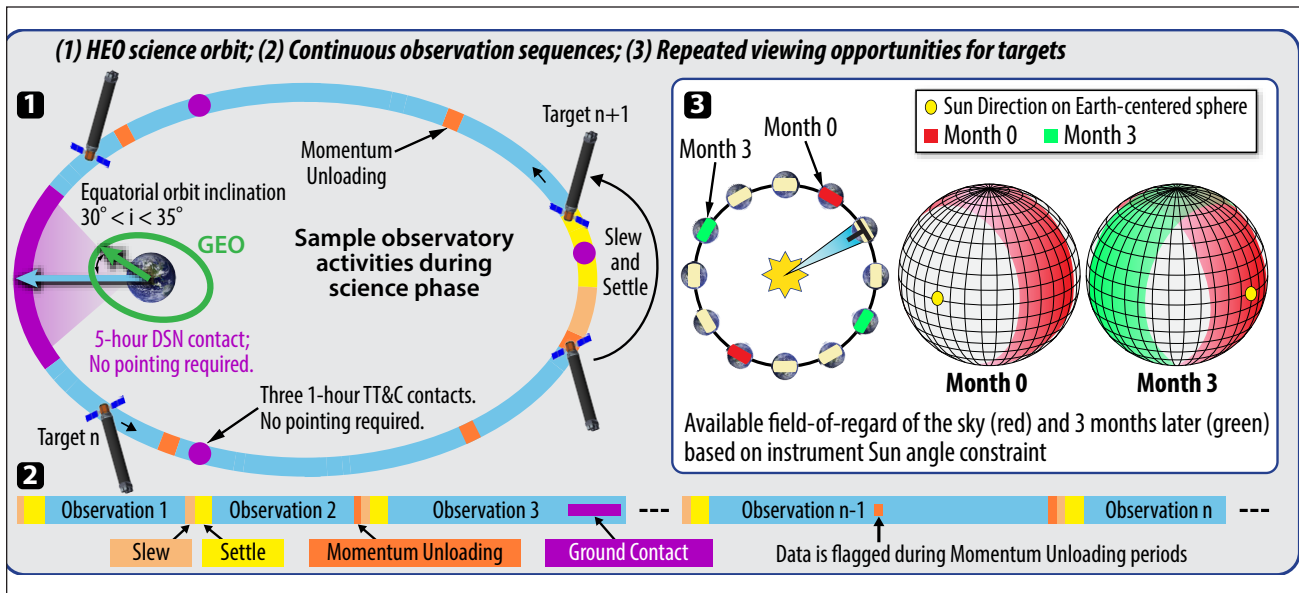 (1) HEO science orbit; (2) Continuous observation sequences; (3) Repeated viewing opportunities for targets
1
Target n+1
Momentum
Unloading
Equatorial orbit inclination
30° < i < 35°
GEO
Sample observatory
activities during
science phase
Slew
and
Settle
5-hour DSN contact;
No pointing required.
Three 1-hour TT&C contacts.
No pointing required.
Target n
3
Sun Direction on Earth-centered sphere
Month 0
Month 3
Month 0
Month 3
Month 0
Month 3
Available field-of-regard of the sky (red) and 3 months later (green)
based on instrument Sun angle constraint
2
Observation 1
Observation 2
Observation 3
Observation n-1
Observation n
Slew
Settle
Momentum Unloading
Ground Contact
Data is flagged during Momentum Unloading periods